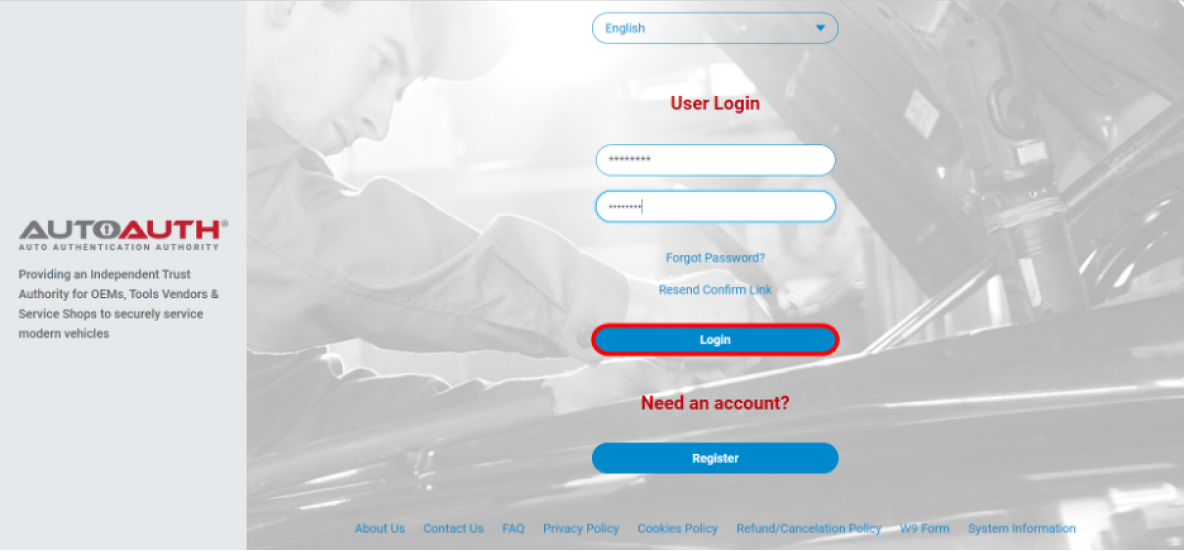 English
User Login
********
••••••••
Forgot Password?
Resend Confirm Link
Login
Need an account?
Register
AUTOAUTH®
AUTO AUTHENTICATION AUTHORITY
Providing an Independent Trust
Authority for OEMs, Tools Vendors &
Service Shops to securely service
modern vehicles
About Us Contact Us FAQ Privacy Policy Cookies Policy Refund/Cancelation Policy W9 Form System Information